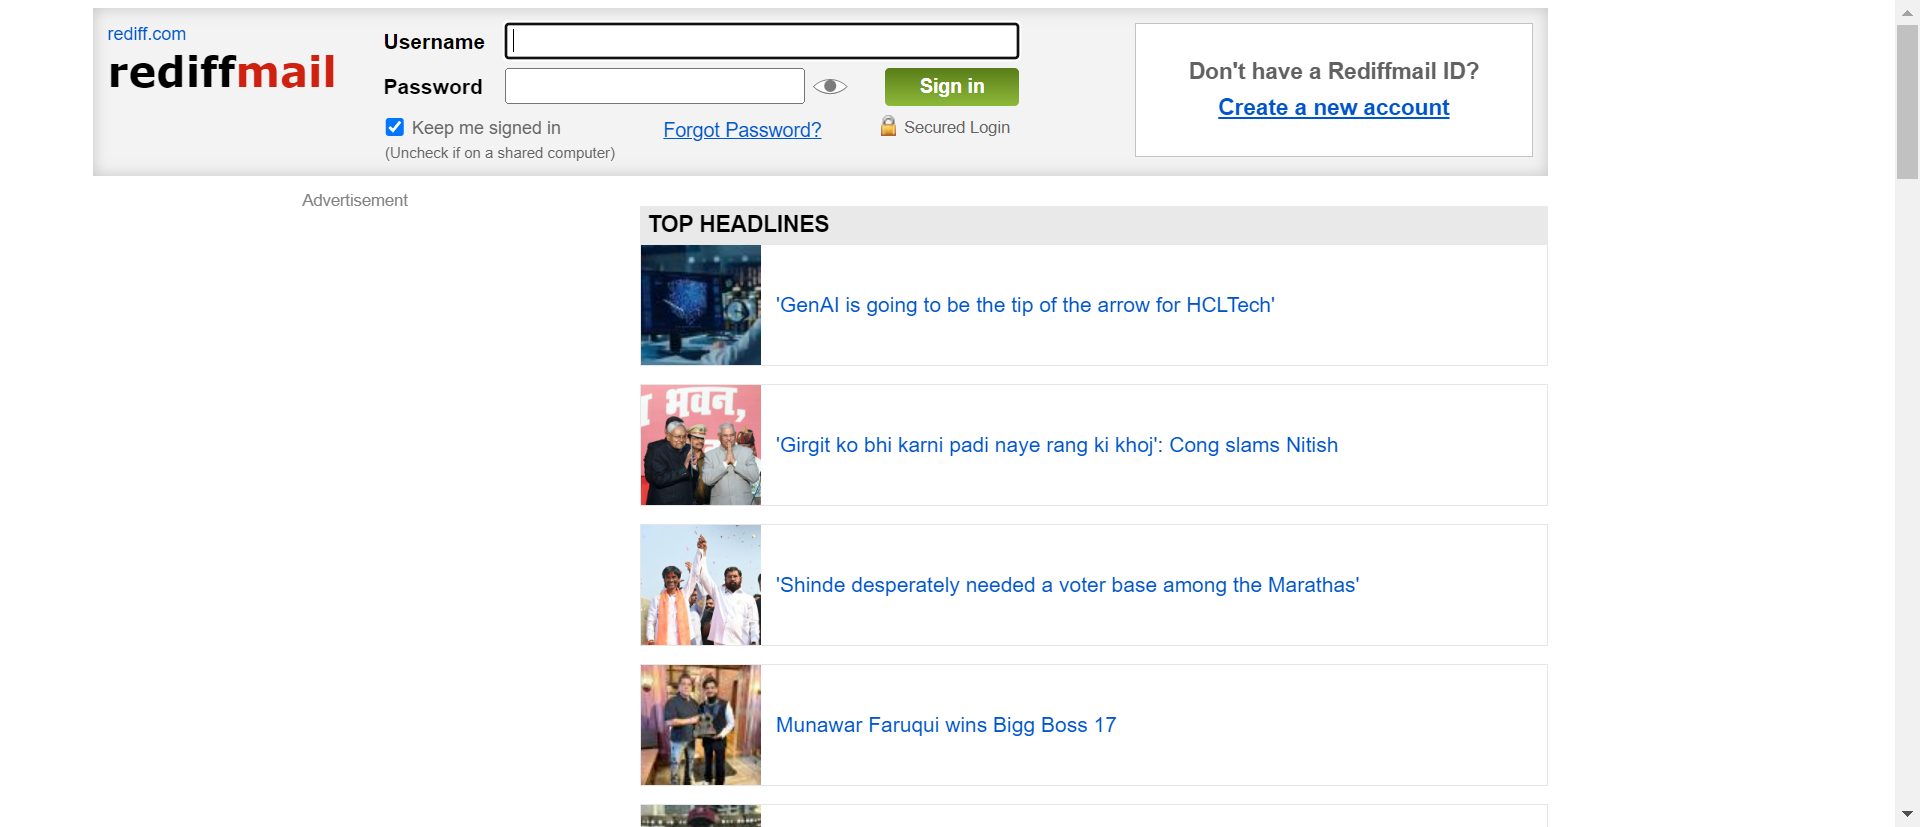 rediff.com
rediffmail
Username
Password
Sign in
Keep me signed in
(Uncheck if on a shared computer)
Forgot Password?
Secured Login
Don't have a Rediffmail ID?
Create a new account
Advertisement
TOP HEADLINES
'GenAI is going to be the tip of the arrow for HCLTech'
भवन,
'Girgit ko bhi karni padi naye rang ki khoj': Cong slams Nitish
'Shinde desperately needed a voter base among the Marathas'
Munawar Faruqui wins Bigg Boss 17